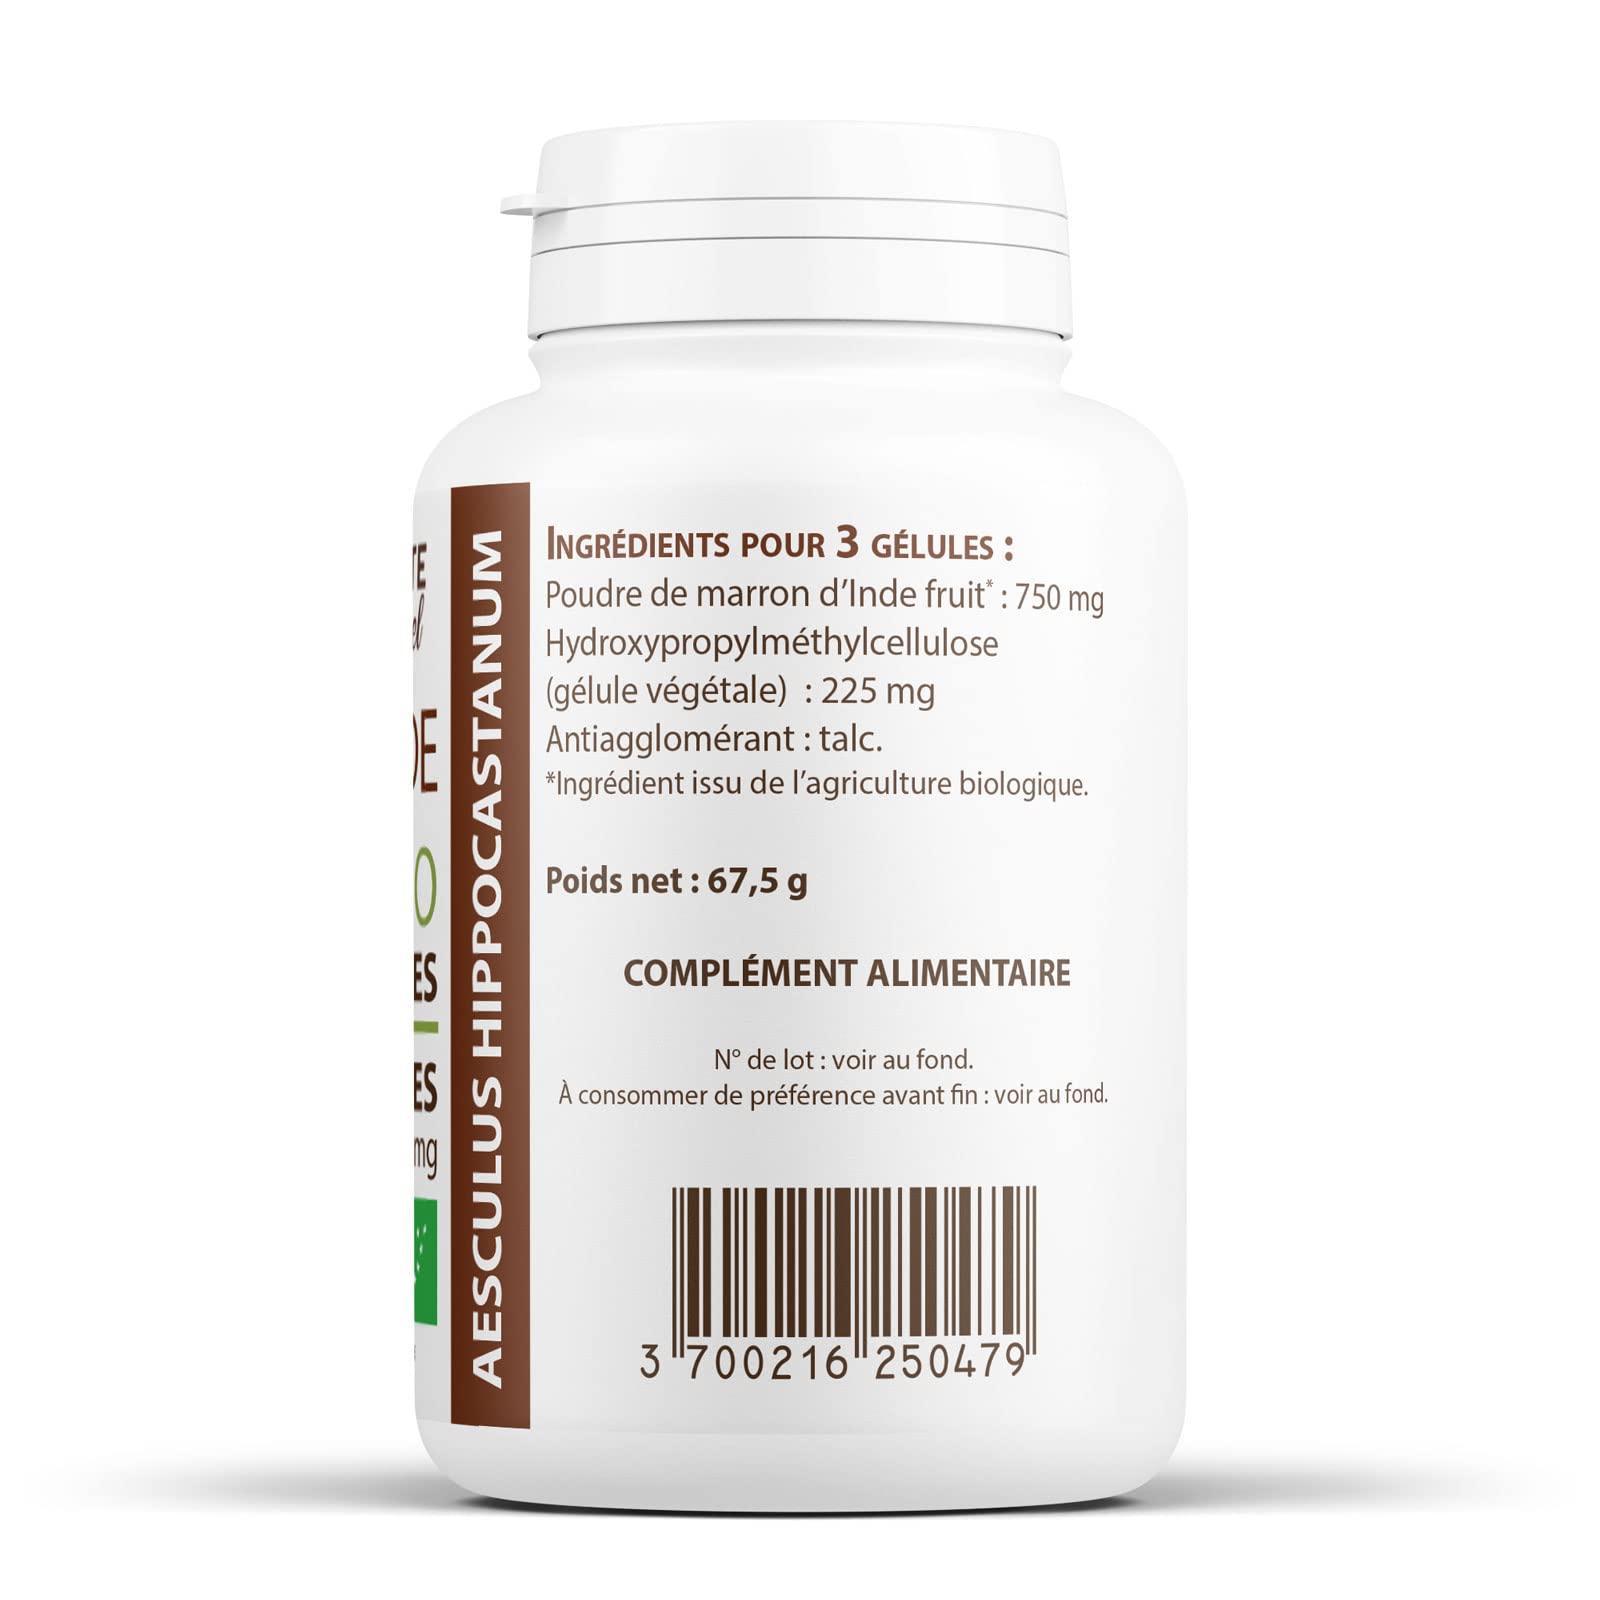 AESCULUS HIPPOCASTANUM
INGRÉDIENTS POUR 3 GÉLULES :
Poudre de marron d'Inde fruit* : 750 mg
Hydroxypropylméthylcellulose
(gélule végétale) : 225 mg
Antiagglomérant : talc.
*Ingrédient issu de l'agriculture biologique.
Poids net : 67,5 g
COMPLÉMENT ALIMENTAIRE
N° de lot : voir au fond.
À consommer de préférence avant fin : voir au fond.
3 700216 250479
mg